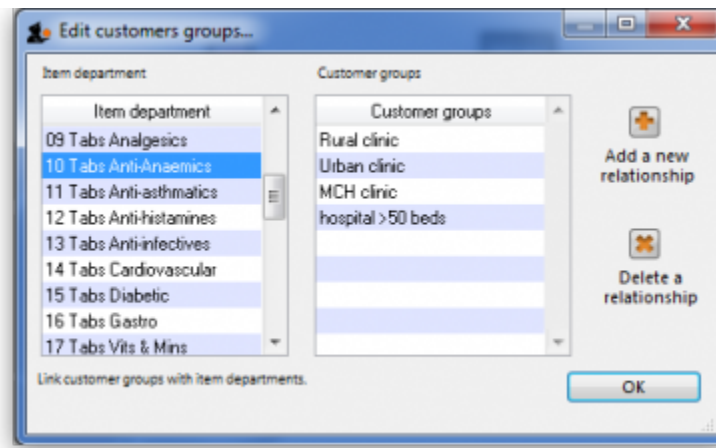 Edit customers groups...
Item department
Customer groups
Item department
Customer groups
09 Tabs Analgesics
10 Tabs Anti-Anaemics
11 Tabs Anti-asthmatics
12 Tabs Anti-histamines
13 Tabs Anti-infectives
14 Tabs Cardiovascular
15 Tabs Diabetic
16 Tabs Gastro
17 Tabs Vits & Mins
Rural clinic
Urban clinic
MCH clinic
hospital >50 beds
Add a new
relationship
Delete a
relationship
Link customer groups with item departments.
OK